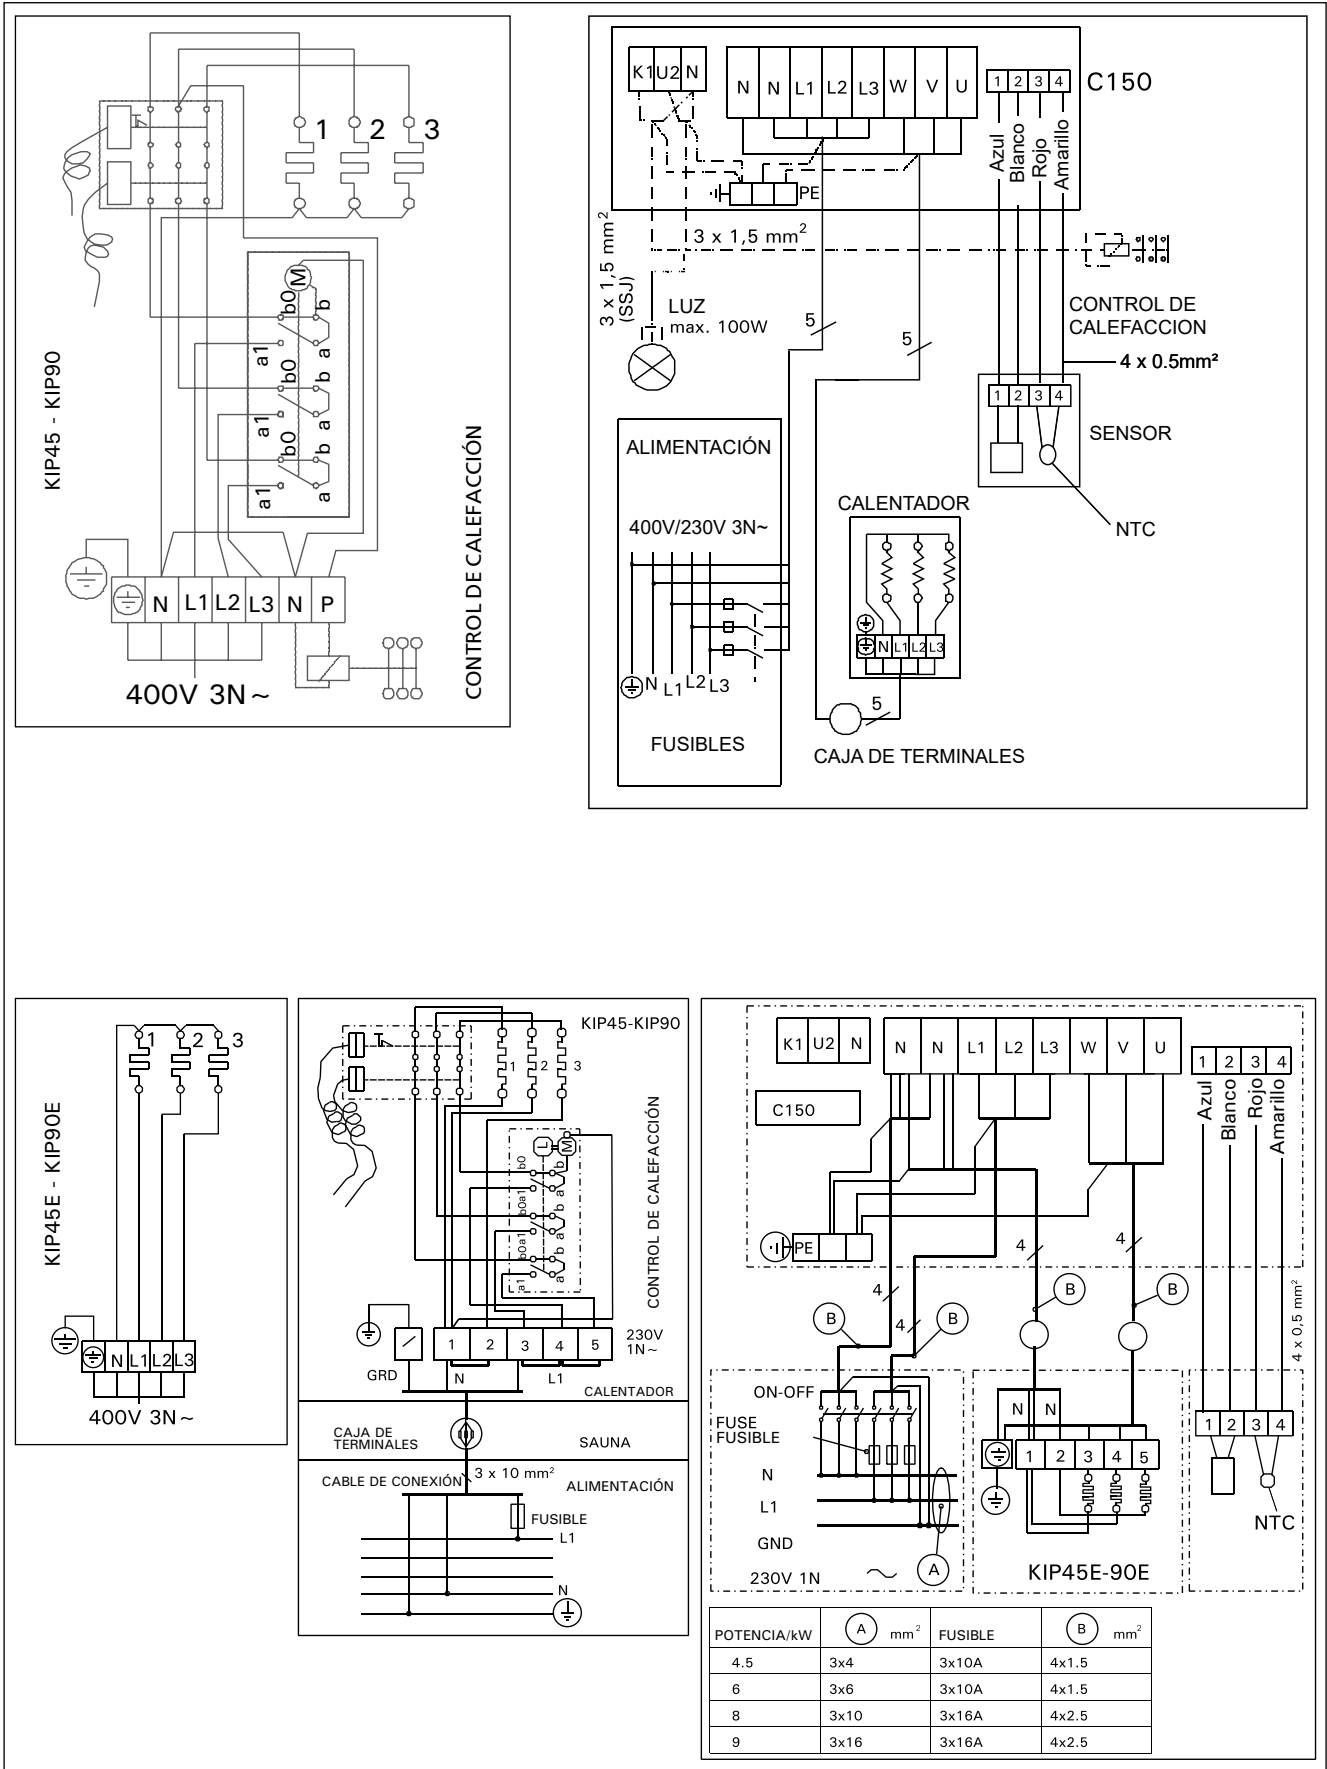 1 2 3
M
b0 b
a1 a
b0 b
a1 a
b0 b
a1 a
KIP45 - KIP90
CONTROL DE CALEFACCIÓN
N L1 L2 L3 N P
400V 3N~
K1 U2 N
N N L1 L2 L3 W V U
1 2 3 4
C150
Azul
Blanco
Rojo
Amarillo
PE
3 x 1,5 mm²
3 x 1,5 mm²
(SSJ)
LUZ
max. 100W
5
5
CONTROL DE
CALEFACCION
4 x 0.5mm²
1 2 3 4
SENSOR
NTC
ALIMENTACIÓN
400V/230V 3N~
N L1 L2 L3
FUSIBLES
CALENTADOR
N L1 L2 L3
5
CAJA DE TERMINALES
1 2 3
KIP45E - KIP90E
N L1 L2 L3
400V 3N~
KIP45-KIP90
1 2 3
L M
b0 b
a1 a
b0 b
a1 a
b0 b
a1 a
CONTROL DE CALEFACCIÓN
GRD
1 2 3 4 5
230V
1N~
N L1
CALENTADOR
CAJA DE
TERMINALES
SAUNA
CABLE DE CONEXIÓN
3 x 10 mm²
ALIMENTACIÓN
FUSIBLE
L1
N
K1 U2 N
N N L1 L2 L3 W V U
1 2 3 4
C150
Azul
Blanco
Rojo
Amarillo
PE
4
4
4
4
B
B
B
B
4 x 0,5 mm²
ON-OFF
FUSE
FUSIBLE
N
L1
GND
230V 1N
A
N N
1 2 3 4 5
KIP45E-90E
1 2 3 4
NTC
POTENCIA/kW A mm² FUSIBLE B mm²
4.5 3x4 3x10A 4x1.5
6 3x6 3x10A 4x1.5
8 3x10 3x16A 4x2.5
9 3x16 3x16A 4x2.5